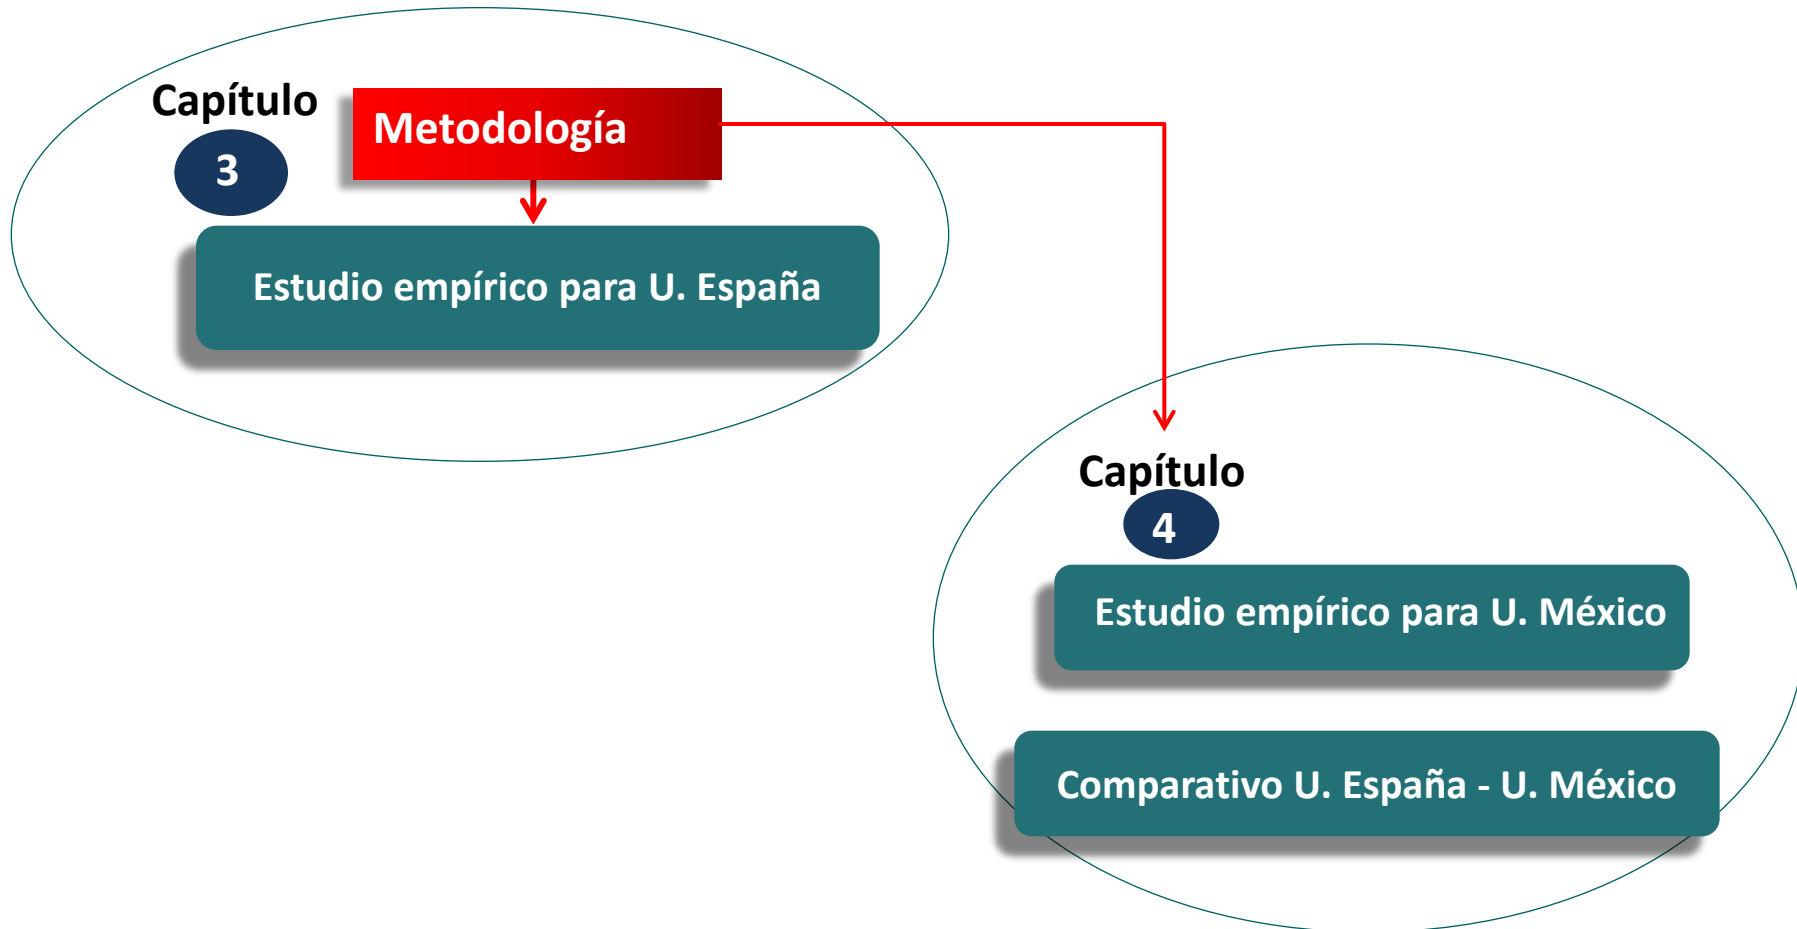 Capítulo
3
Metodología
Estudio empírico para U. España
Capítulo
4
Estudio empírico para U. México
Comparativo U. España - U. México